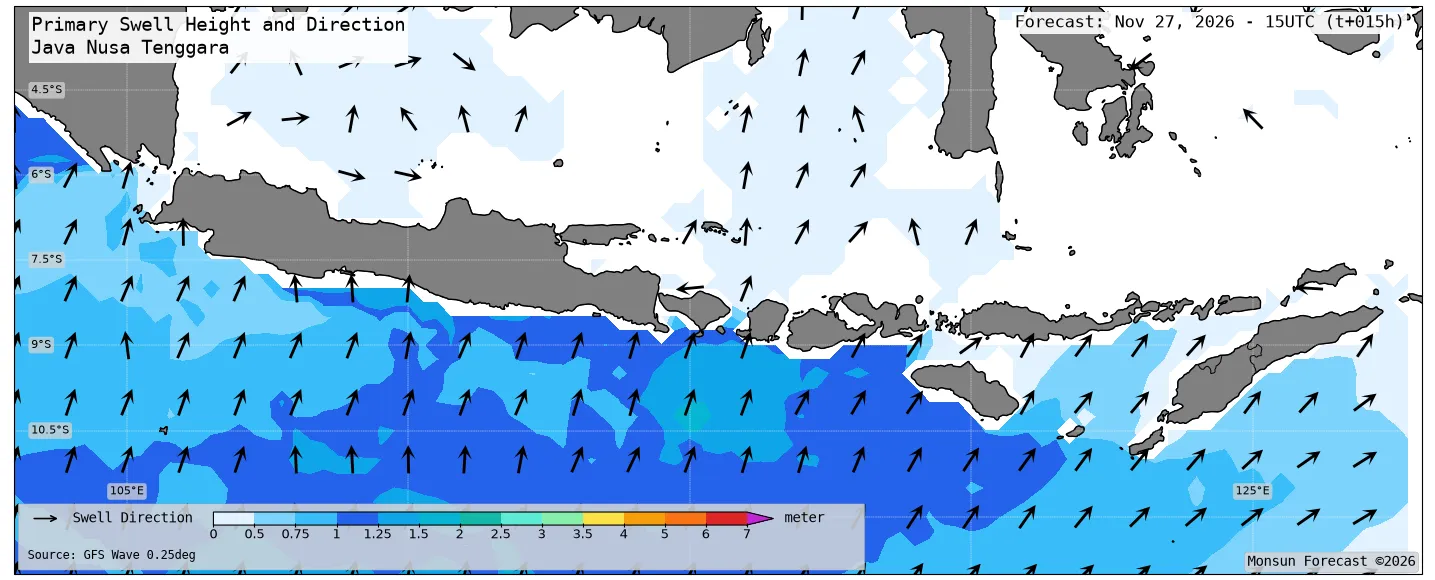 Primary Swell Height and Direction
Java Nusa Tenggara
Forecast: Nov 27, 2026 - 15UTC (t+015h)
4.5°S
6°S
7.5°S
9°S
10.5°S
105°E
125°E
Swell Direction
0 0.5 0.75 1 1.25 1.5 2 2.5 3 3.5 4 5 6 7
meter
Source: GFS Wave 0.25deg
Monsun Forecast ©2026